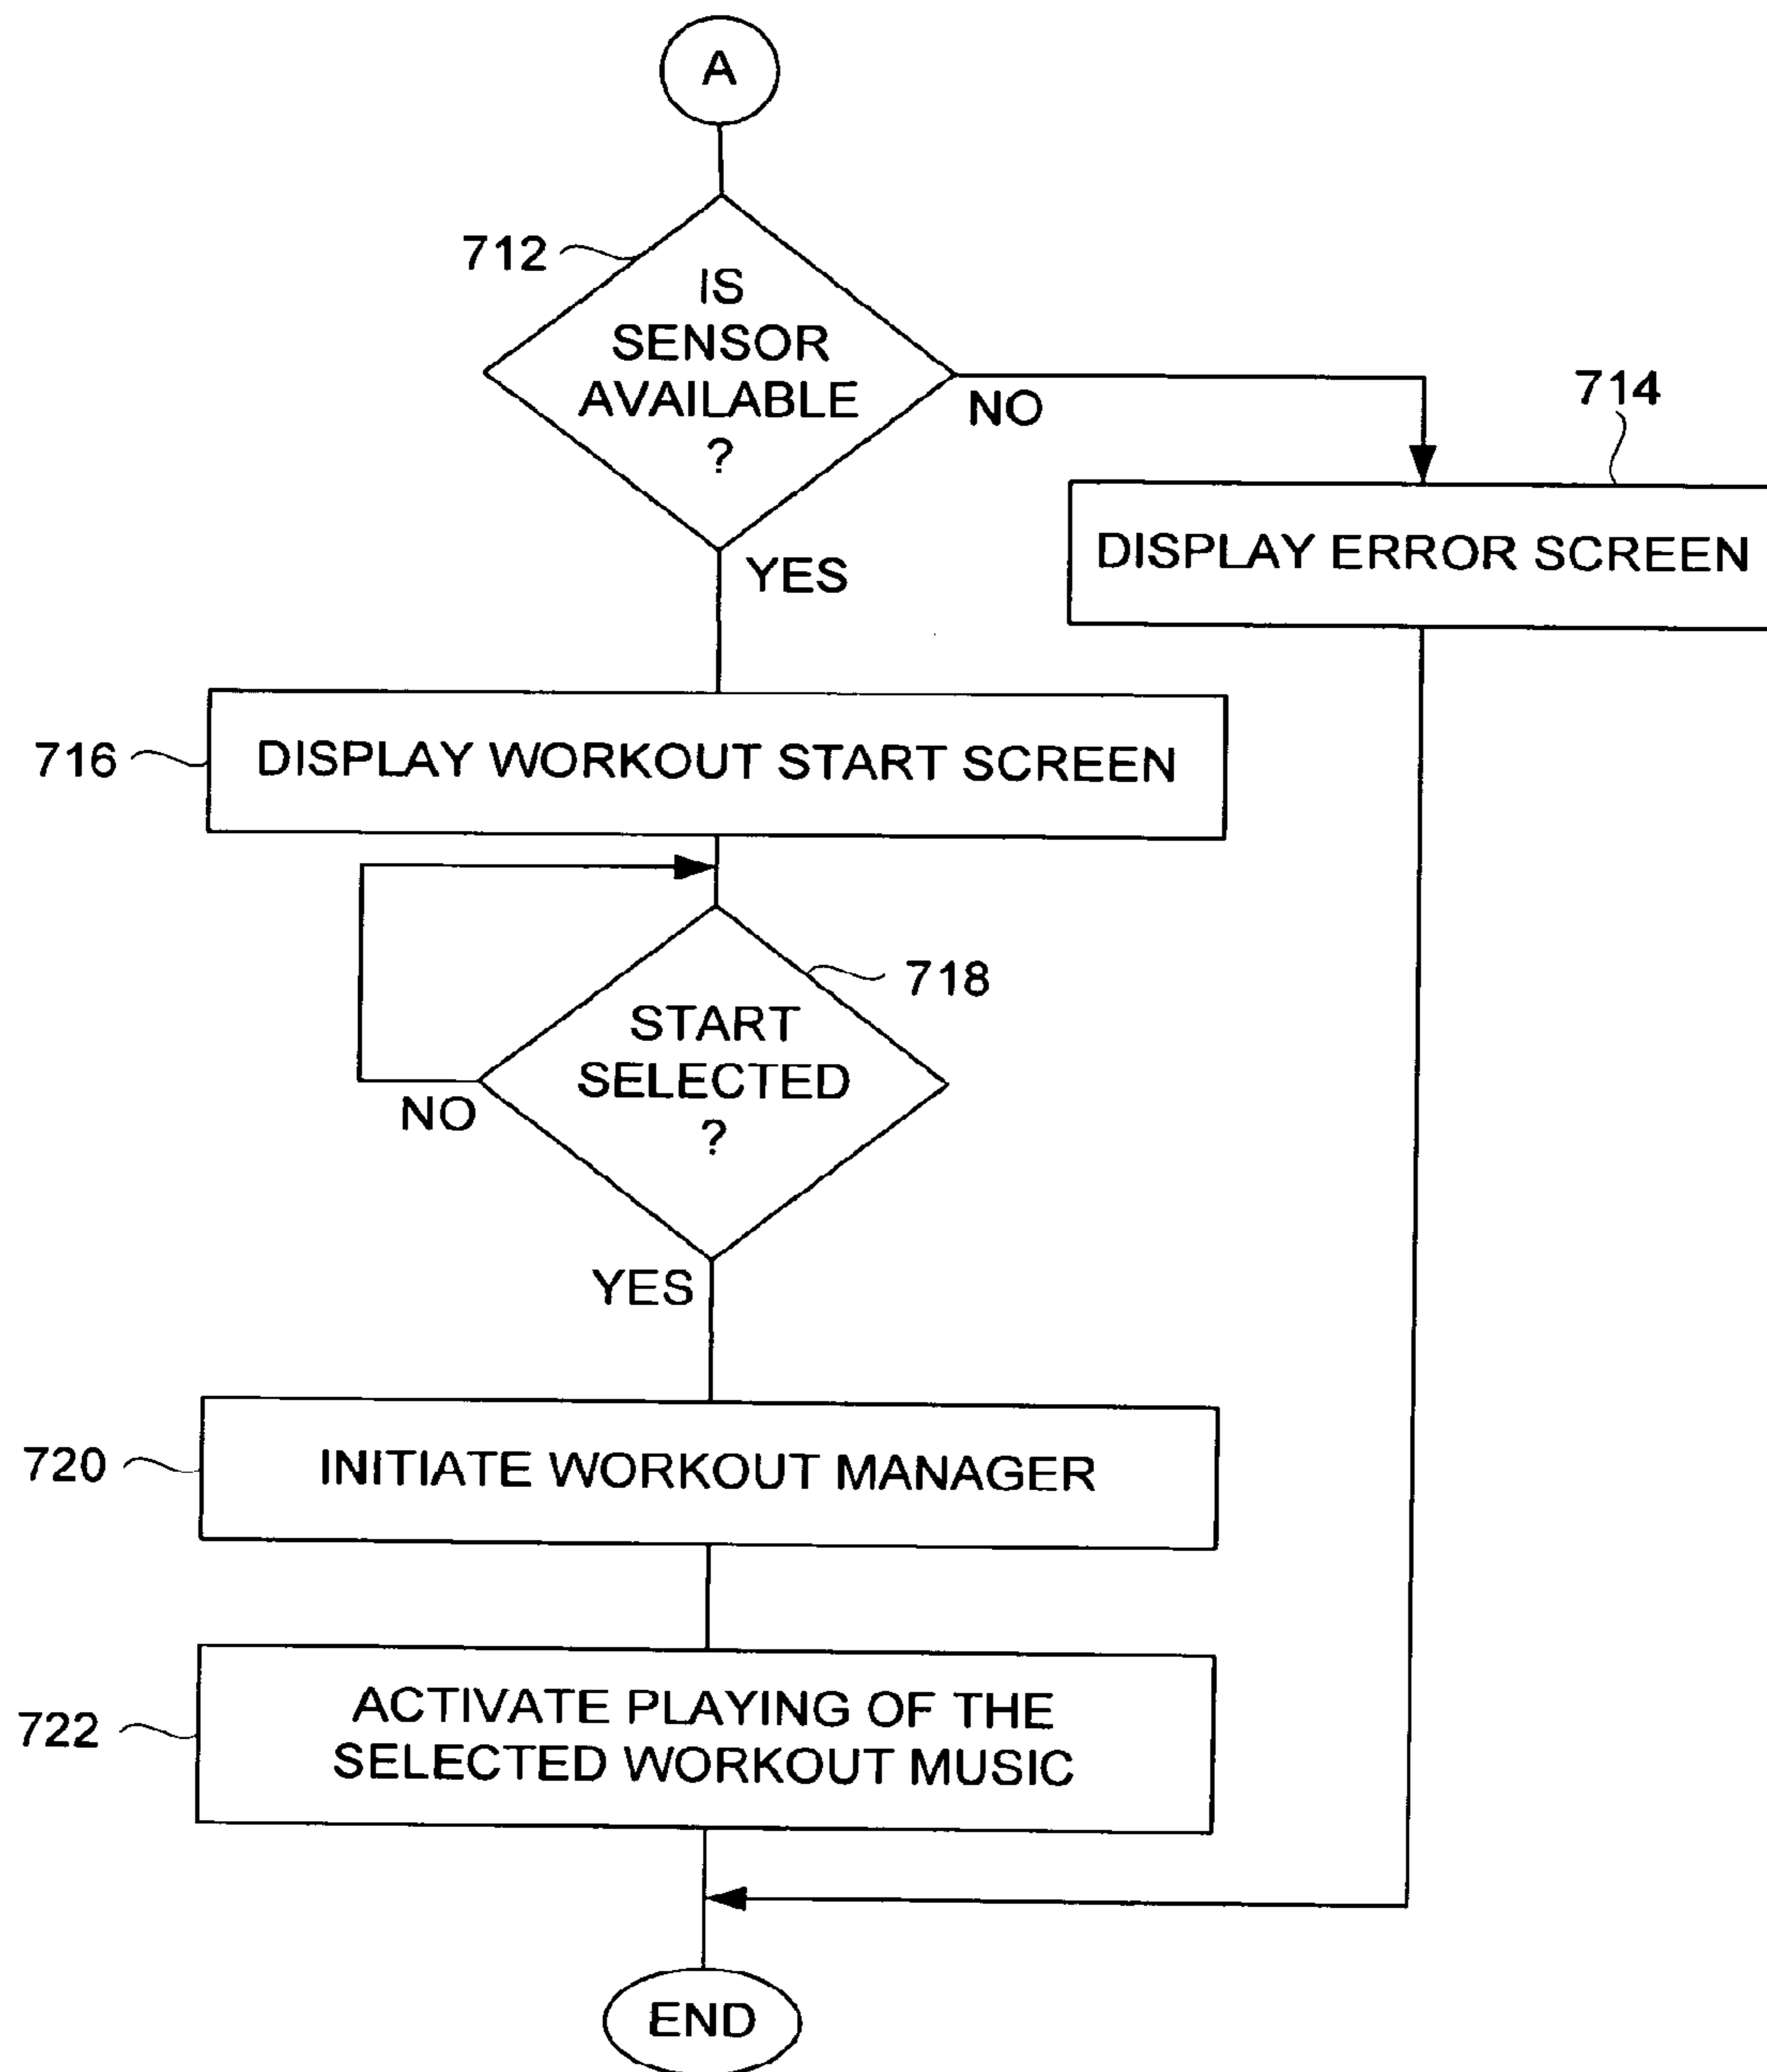 A
712
IS
SENSOR
AVAILABLE
?
NO
714
DISPLAY ERROR SCREEN
YES
716
DISPLAY WORKOUT START SCREEN
718
START
SELECTED
?
NO
YES
720
INITIATE WORKOUT MANAGER
722
ACTIVATE PLAYING OF THE
SELECTED WORKOUT MUSIC
END